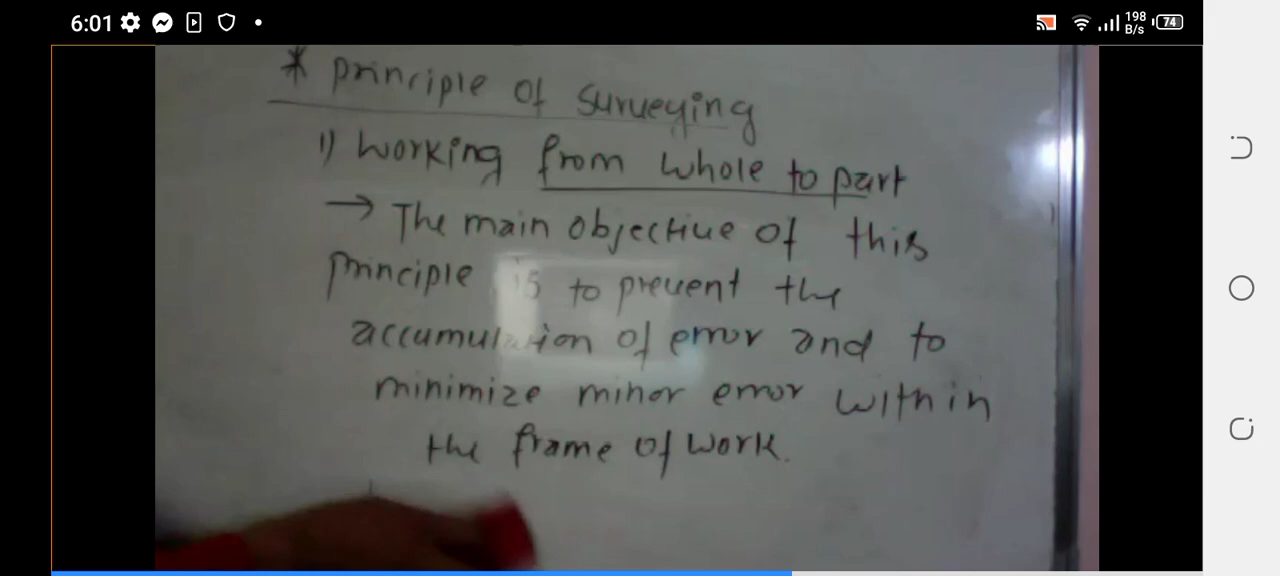 6:01
198
B/s
74
* principle of surveying
1) working from whole to part
→ The main objective of this
principle is to prevent the
accumulation of error and to
minimize minor error within
the frame of work.